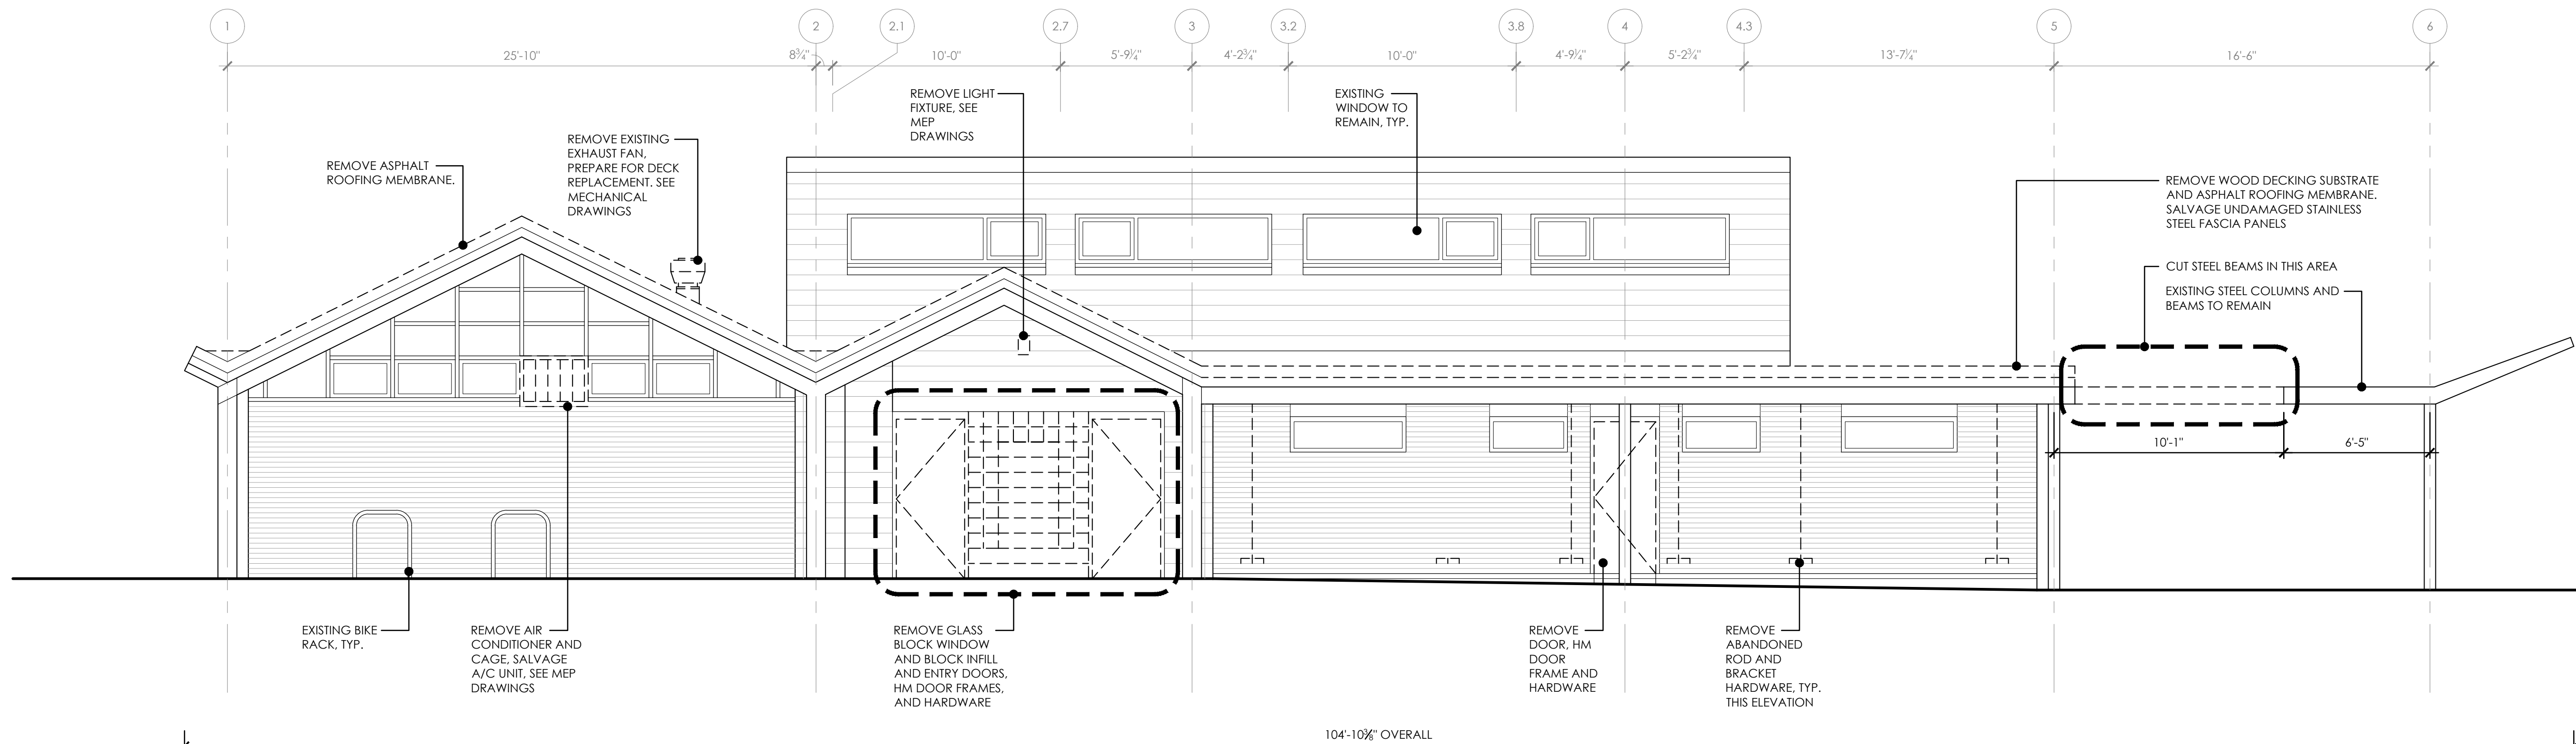 1 2 2.1 2.7 3 3.2 3.8 4 4.3 5 6
25'-10" 8¾" 10'-0" 5'-9¼" 4'-2¾" 10'-0" 4'-9¼" 5'-2¾" 13'-7¼" 16'-6"
REMOVE ASPHALT
ROOFING MEMBRANE.
REMOVE EXISTING
EXHAUST FAN,
PREPARE FOR DECK
REPLACEMENT. SEE
MECHANICAL
DRAWINGS
REMOVE LIGHT
FIXTURE, SEE
MEP
DRAWINGS
EXISTING
WINDOW TO
REMAIN, TYP.
REMOVE WOOD DECKING SUBSTRATE
AND ASPHALT ROOFING MEMBRANE.
SALVAGE UNDAMAGED STAINLESS
STEEL FASCIA PANELS
CUT STEEL BEAMS IN THIS AREA
EXISTING STEEL COLUMNS AND
BEAMS TO REMAIN
10'-1" 6'-5"
EXISTING BIKE
RACK, TYP.
REMOVE AIR
CONDITIONER AND
CAGE, SALVAGE
A/C UNIT, SEE MEP
DRAWINGS
REMOVE GLASS
BLOCK WINDOW
AND BLOCK INFILL
AND ENTRY DOORS,
HM DOOR FRAMES,
AND HARDWARE
REMOVE
DOOR, HM
DOOR
FRAME AND
HARDWARE
REMOVE
ABANDONED
ROD AND
BRACKET
HARDWARE, TYP.
THIS ELEVATION
OVERALL